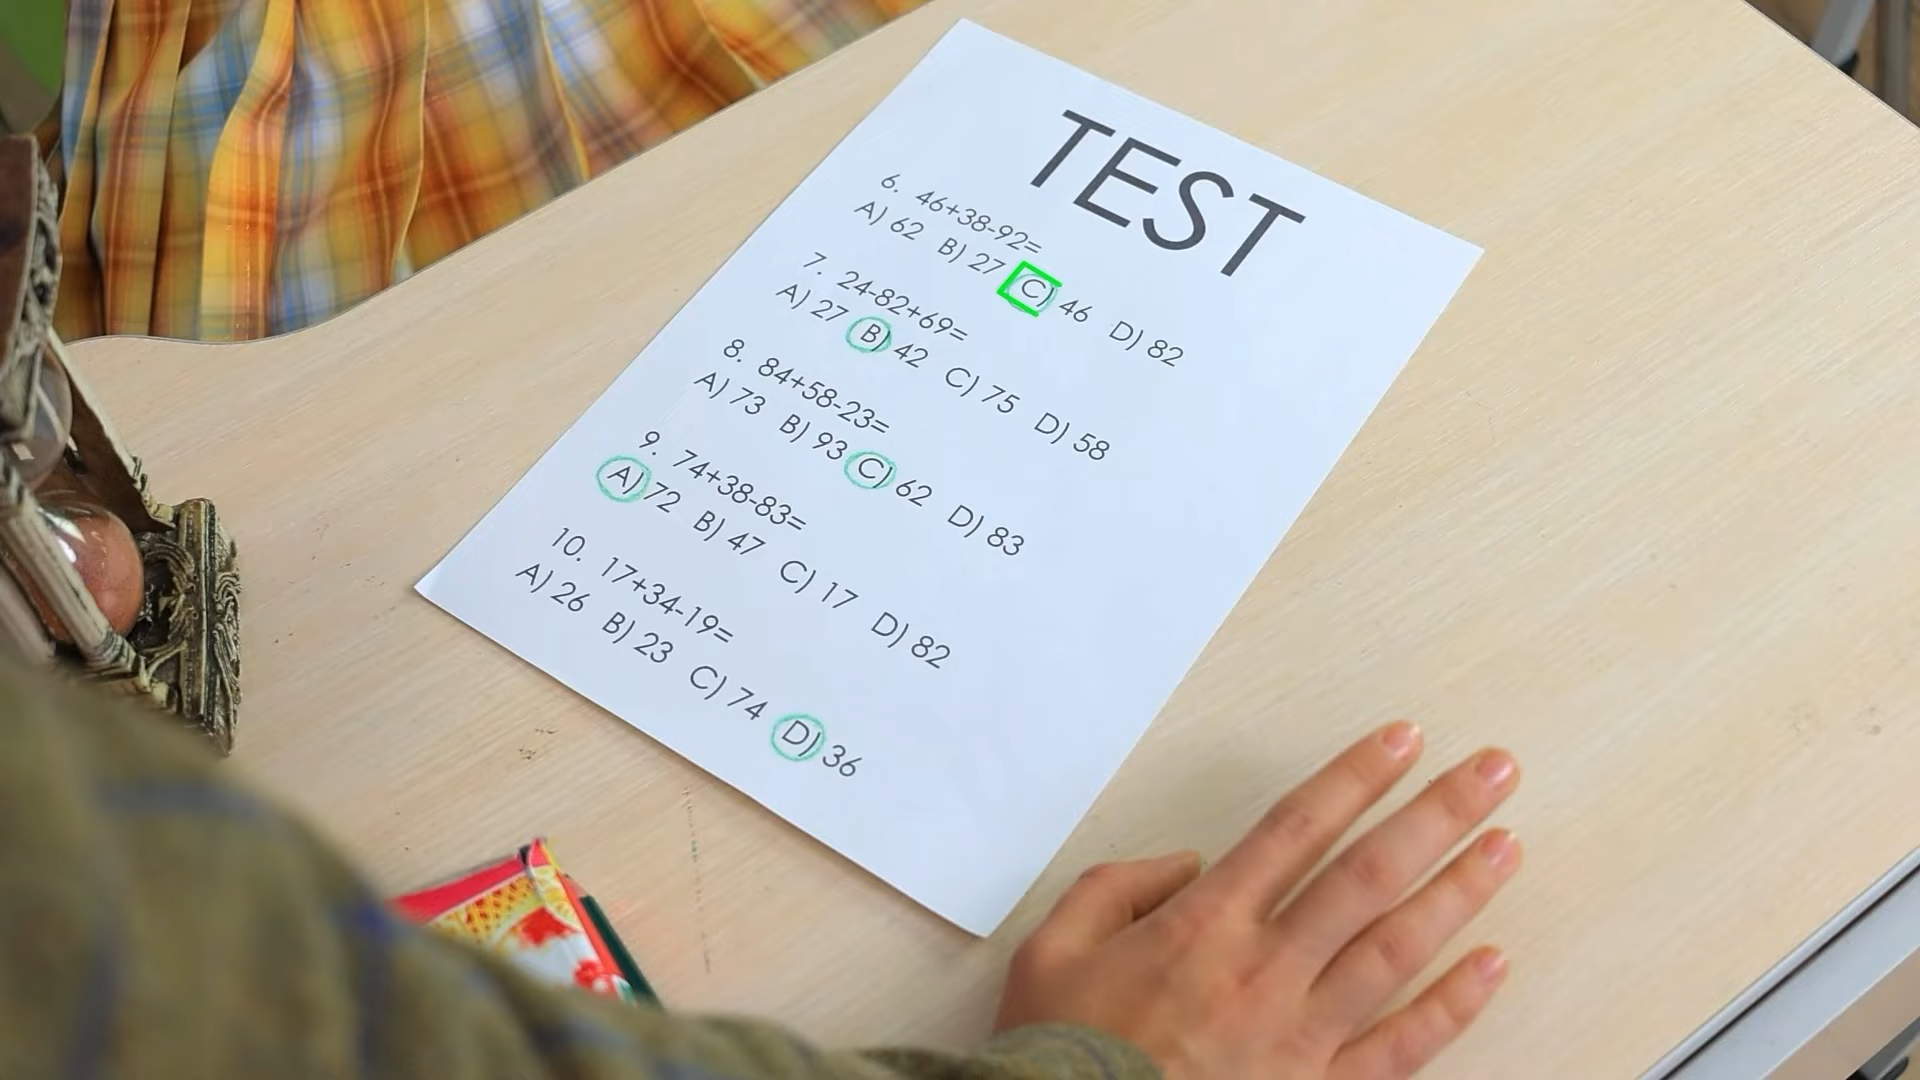 TEST
6. 46+38-92=
A) 62 B) 27 C) 46 D) 82
7. 24-82+69=
A) 27 B) 42 C) 75 D) 58
8. 84+58-23=
A) 73 B) 93 C) 62 D) 83
9. 74+38-83=
A) 72 B) 47 C) 17 D) 82
10. 17+34-19=
A) 26 B) 23 C) 74 D) 36